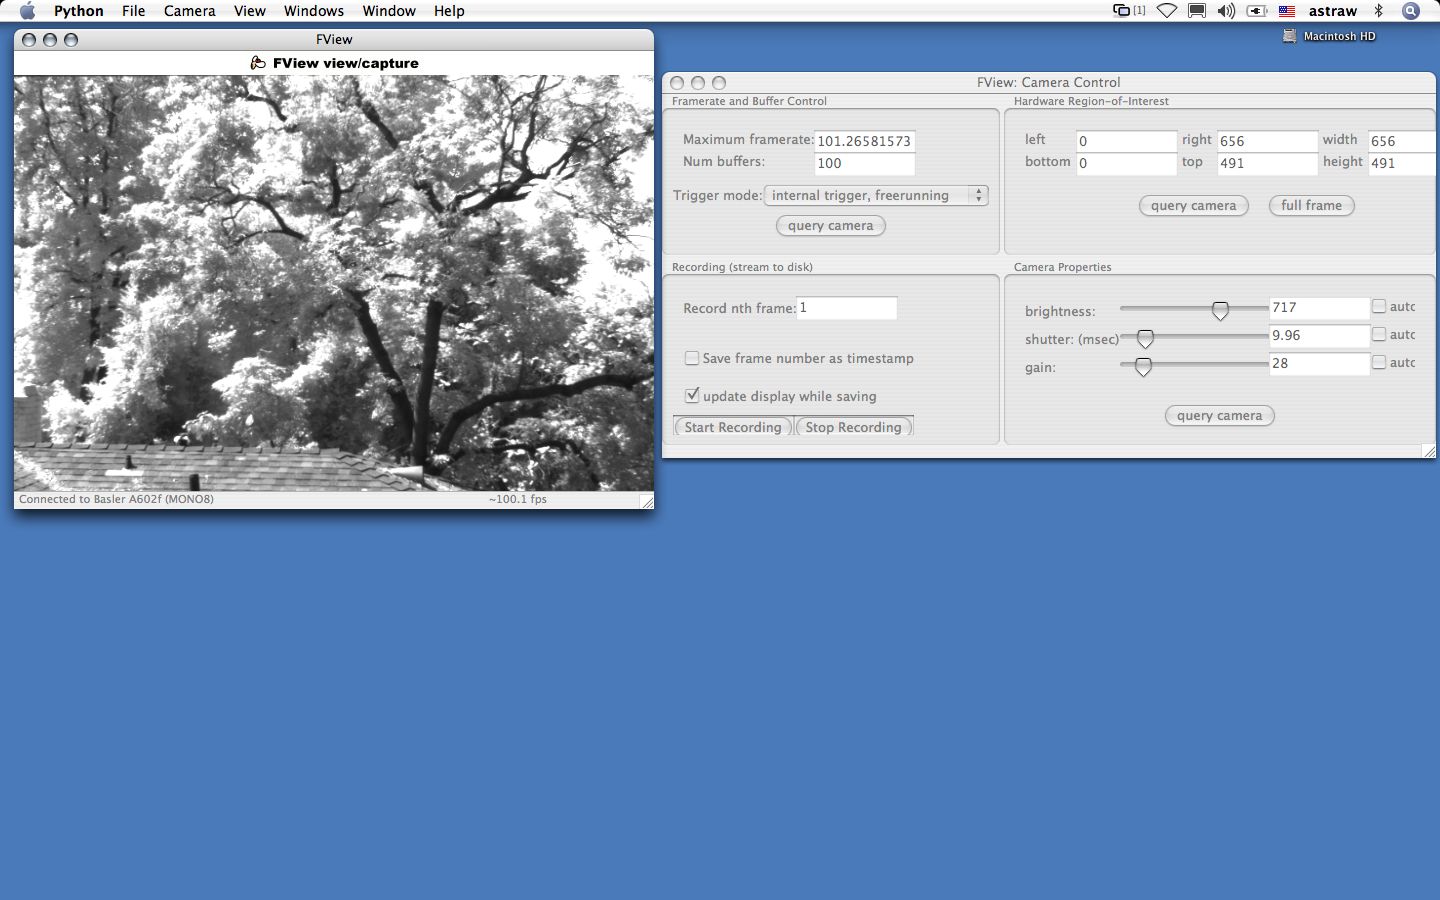 Python File Camera View Windows Window Help [1] astraw
Macintosh HD
FView
FView view/capture
Connected to Basler A602f (MONO8) ~100.1 fps
FView: Camera Control
Framerate and Buffer Control
Maximum framerate: 101.26581573
Num buffers: 100
Trigger mode: internal trigger, freerunning
query camera
Hardware Region-of-Interest
left 0 right 656 width 656
bottom 0 top 491 height 491
query camera full frame
Recording (stream to disk)
Record nth frame: 1
Save frame number as timestamp
update display while saving
Start Recording Stop Recording
Camera Properties
brightness: 717 auto
shutter: (msec) 9.96 auto
gain: 28 auto
query camera